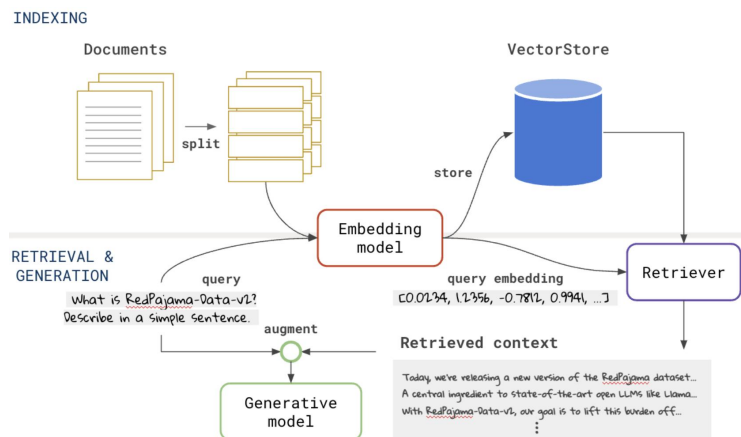 INDEXING
Documents
VectorStore
split
store
Embedding
model
RETRIEVAL &
GENERATION
query
What is RedPajama-Data-v2?
Describe in a simple sentence.
query embedding
[0.0234, 1.2356, -0.7812, 0.9941, ...]
Retriever
augment
Retrieved context
Today, we're releasing a new version of the RedPajama dataset...
A central ingredient to state-of-the-art open LLMs like Llama...
With RedPajama-Data-v2, our goal is to lift this burden off...
Generative
model